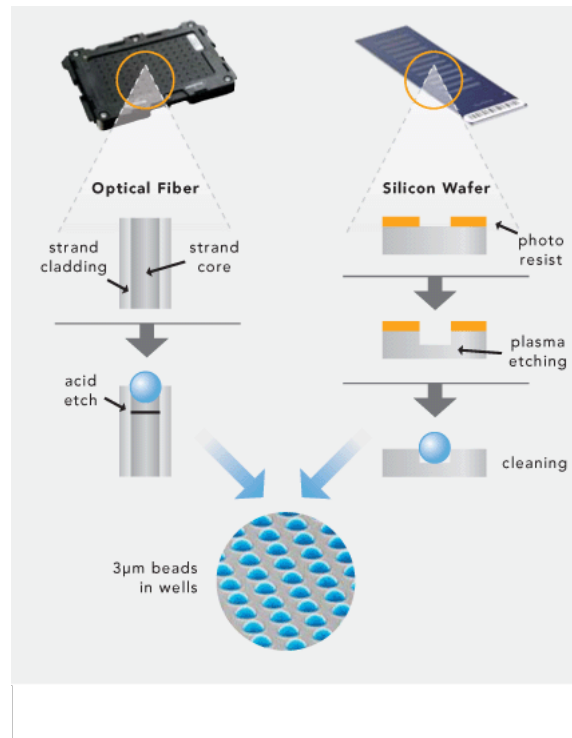 Optical Fiber
Silicon Wafer
strand
cladding
strand
core
photo
resist
acid
etch
plasma
etching
cleaning
3µm beads
in wells